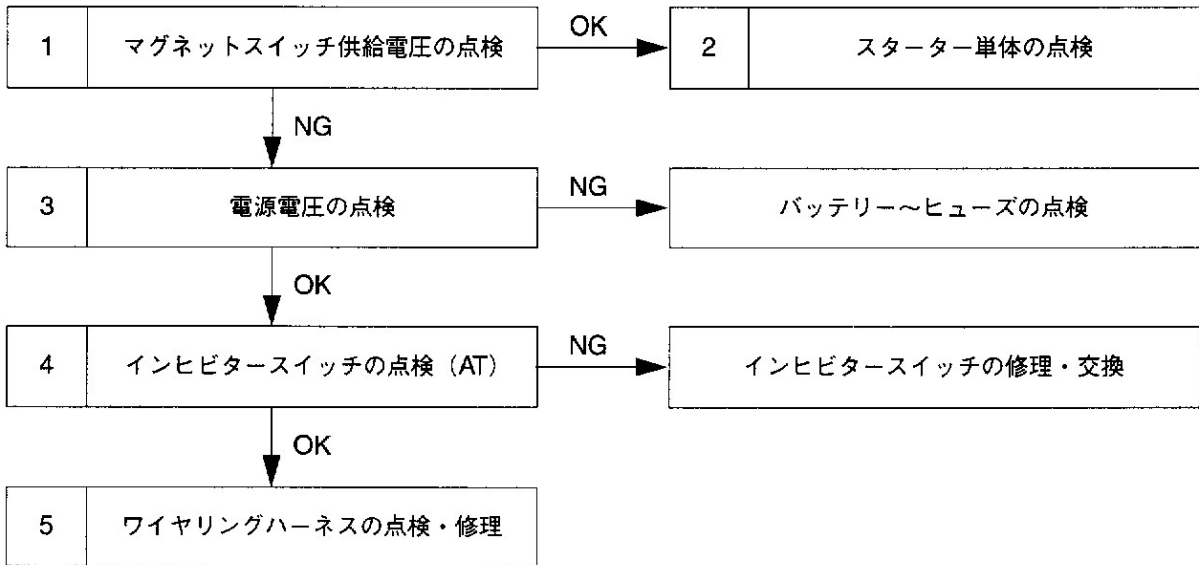 1 マグネットスイッチ供給電圧の点検 OK 2 スターター単体の点検
NG
3 電源電圧の点検 NG バッテリー〜ヒューズの点検
OK
4 インヒビタースイッチの点検（AT） NG インヒビタースイッチの修理・交換
OK
5 ワイヤリングハーネスの点検・修理